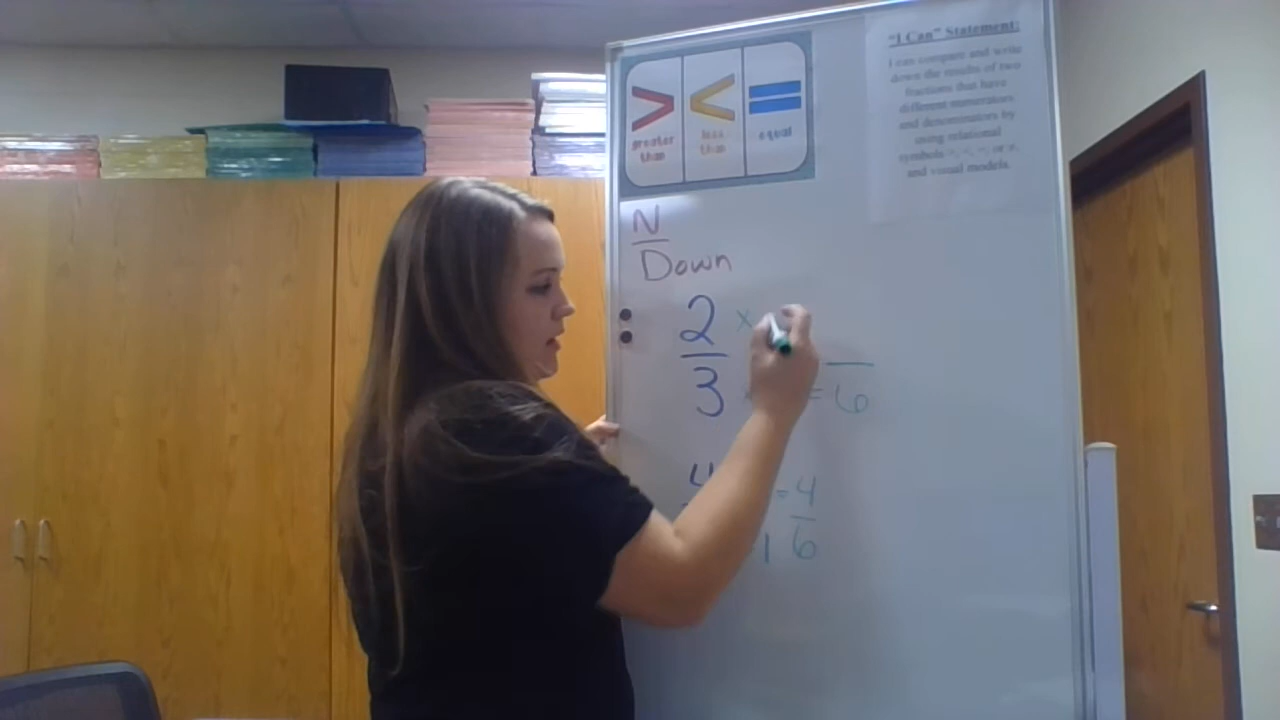 > < =
greater less equal
than than
"I Can" Statement:
I can compare and write
down the results of two
fractions that have
different numerators
and denominators by
using relational
symbols
and visual models.
N
Down
2 ×
3 = 6
4 = 4
1 6